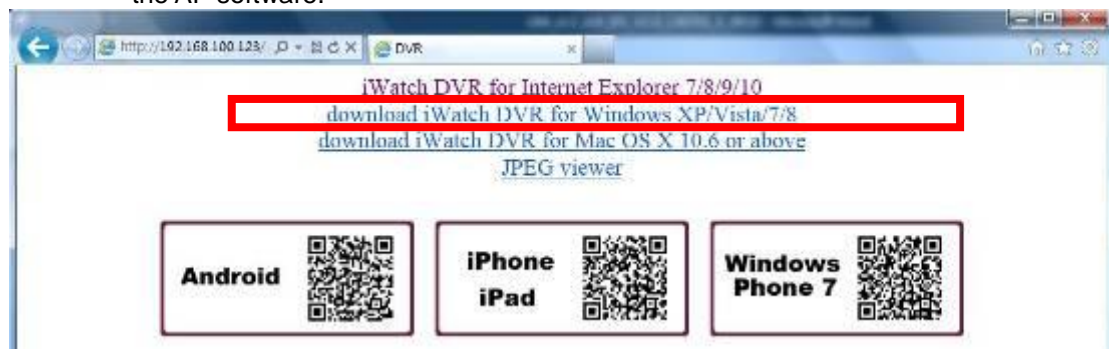 the AP software.
http://192.168.100.123/ DVR
iWatch DVR for Internet Explorer 7/8/9/10
download iWatch DVR for Windows XP/Vista/7/8
download iWatch DVR for Mac OS X 10.6 or above
JPEG viewer
Android
iPhone
iPad
Windows
Phone 7